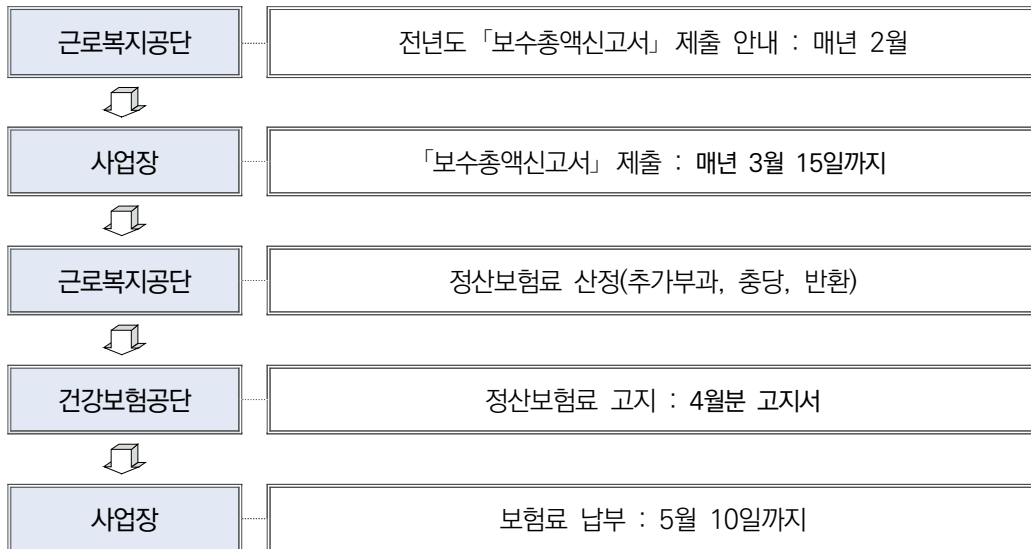 근로복지공단
전년도「보수총액신고서」제출 안내 : 매년 2월
사업장
「보수총액신고서」제출 : 매년 3월 15일까지
근로복지공단
정산보험료 산정(추가부과, 충당, 반환)
건강보험공단
정산보험료 고지 : 4월분 고지서
사업장
보험료 납부 : 5월 10일까지